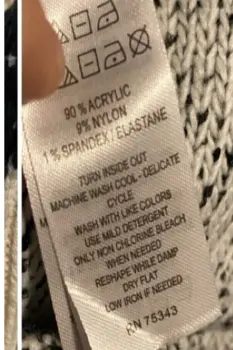 90 % ACRYLIC
9% NYLON
1 % SPANDEX / ELASTANE
TURN INSIDE OUT
MACHINE WASH COOL - DELICATE
CYCLE
WASH WITH LIKE COLORS
USE MILD DETERGENT
ONLY NON CHLORINE BLEACH
WHEN NEEDED
RESHAPE WHILE DAMP
DRY FLAT
LOW IRON IF NEEDED
RN 75343